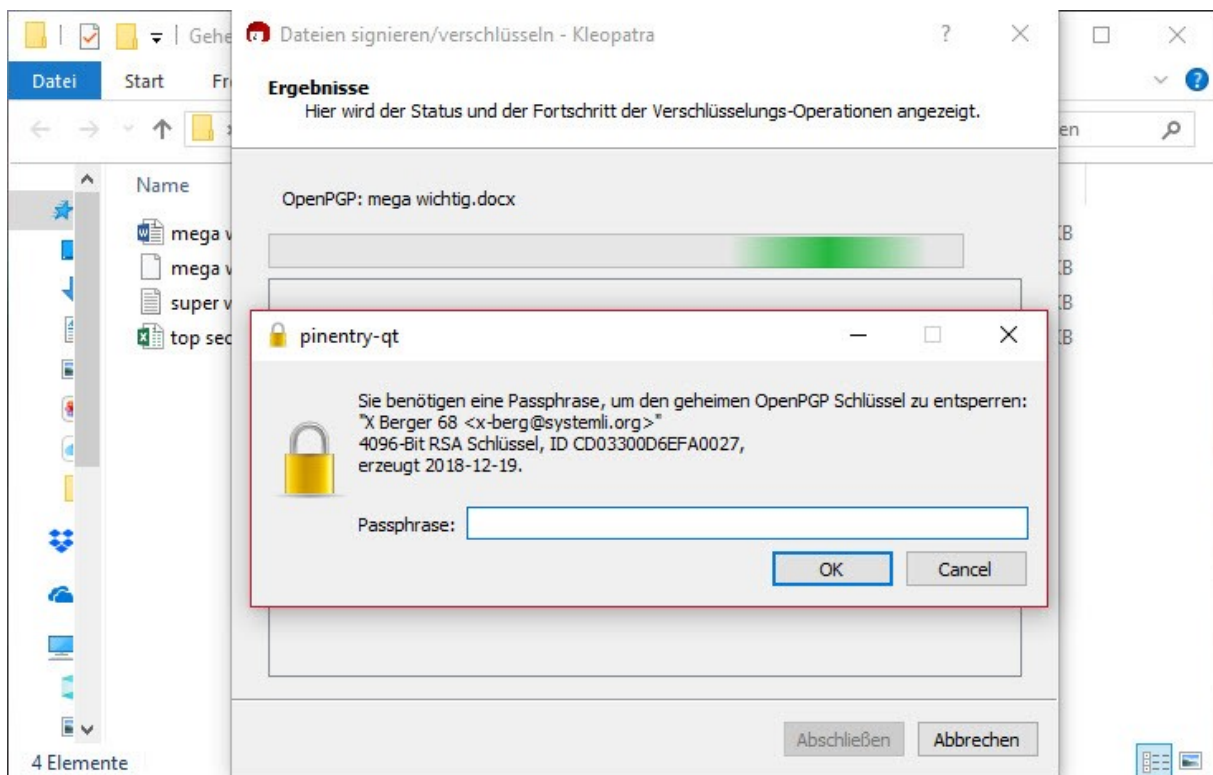 Gehe
Dateien signieren/verschlüsseln - Kleopatra
Datei
Start
Fr
Ergebnisse
Hier wird der Status und der Fortschritt der Verschlüsselungs-Operationen angezeigt.
en
Name
OpenPGP: mega wichtig.docx
mega w
KB
mega w
KB
super w
KB
top sec
KB
pinentry-qt
Sie benötigen eine Passphrase, um den geheimen OpenPGP Schlüssel zu entsperren:
"X Berger 68 <x-berg@systemli.org>"
4096-Bit RSA Schlüssel, ID CD03300D6EFA0027,
erzeugt 2018-12-19.
Passphrase:
OK
Cancel
Abschließen
Abbrechen
4 Elemente